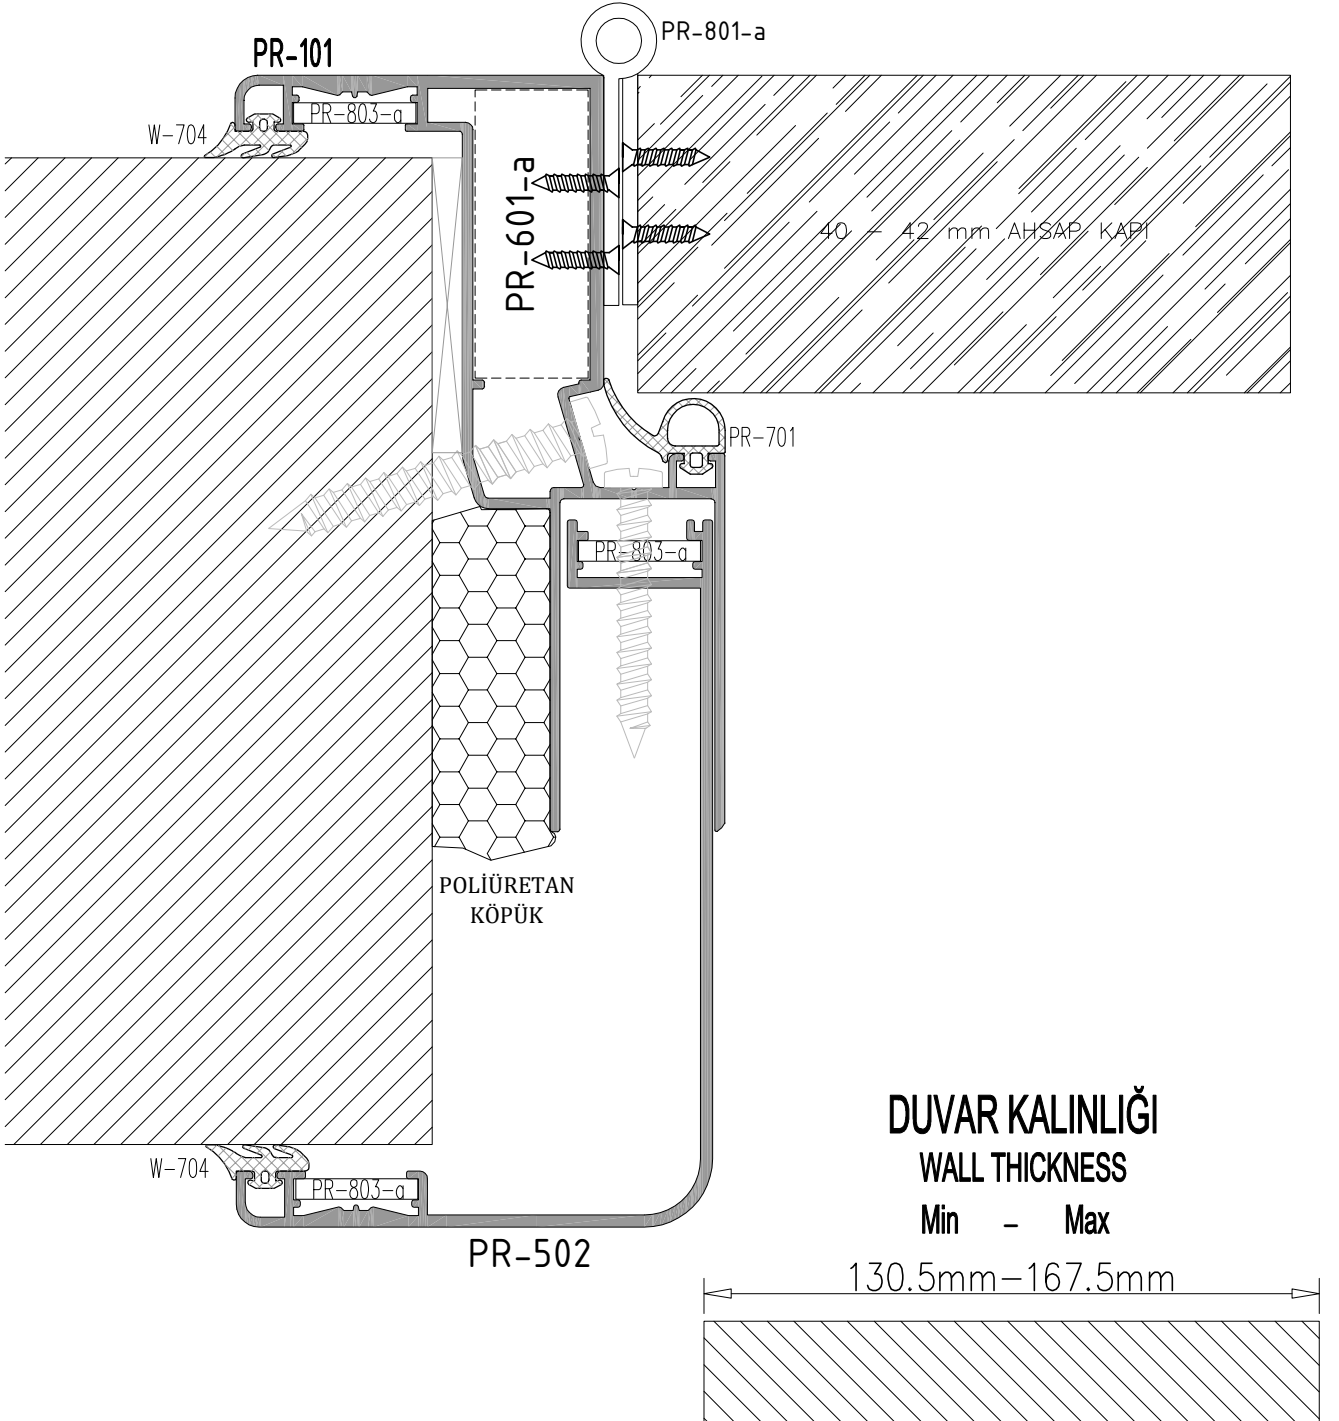 PR-801-a
PR-101
PR-803-a
W-704
PR-601-a
40 - 42 mm AHSAP KAPI
PR-701
PR-803-a
POLİÜRETAN
KÖPÜK
W-704
PR-803-a
PR-502
DUVAR KALINLIĞI
WALL THICKNESS
Min - Max
130.5mm-167.5mm